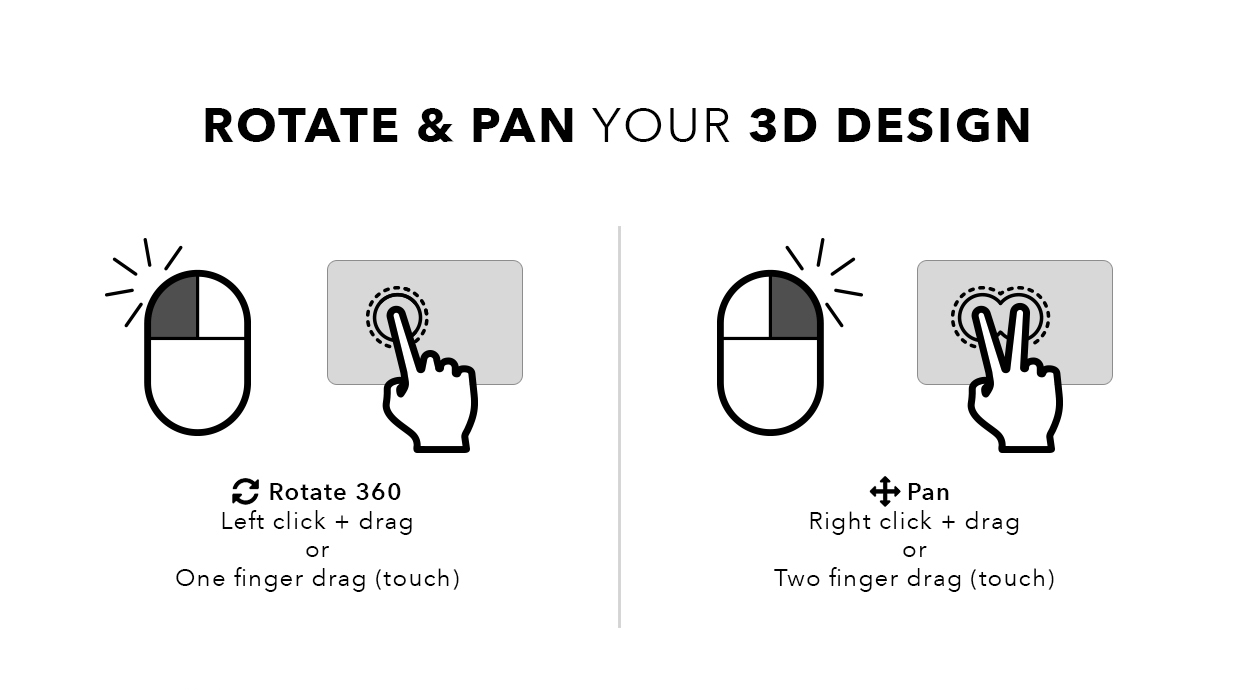 ROTATE & PAN YOUR 3D DESIGN
Rotate 360
Left click + drag
or
One finger drag (touch)
Pan
Right click + drag
or
Two finger drag (touch)